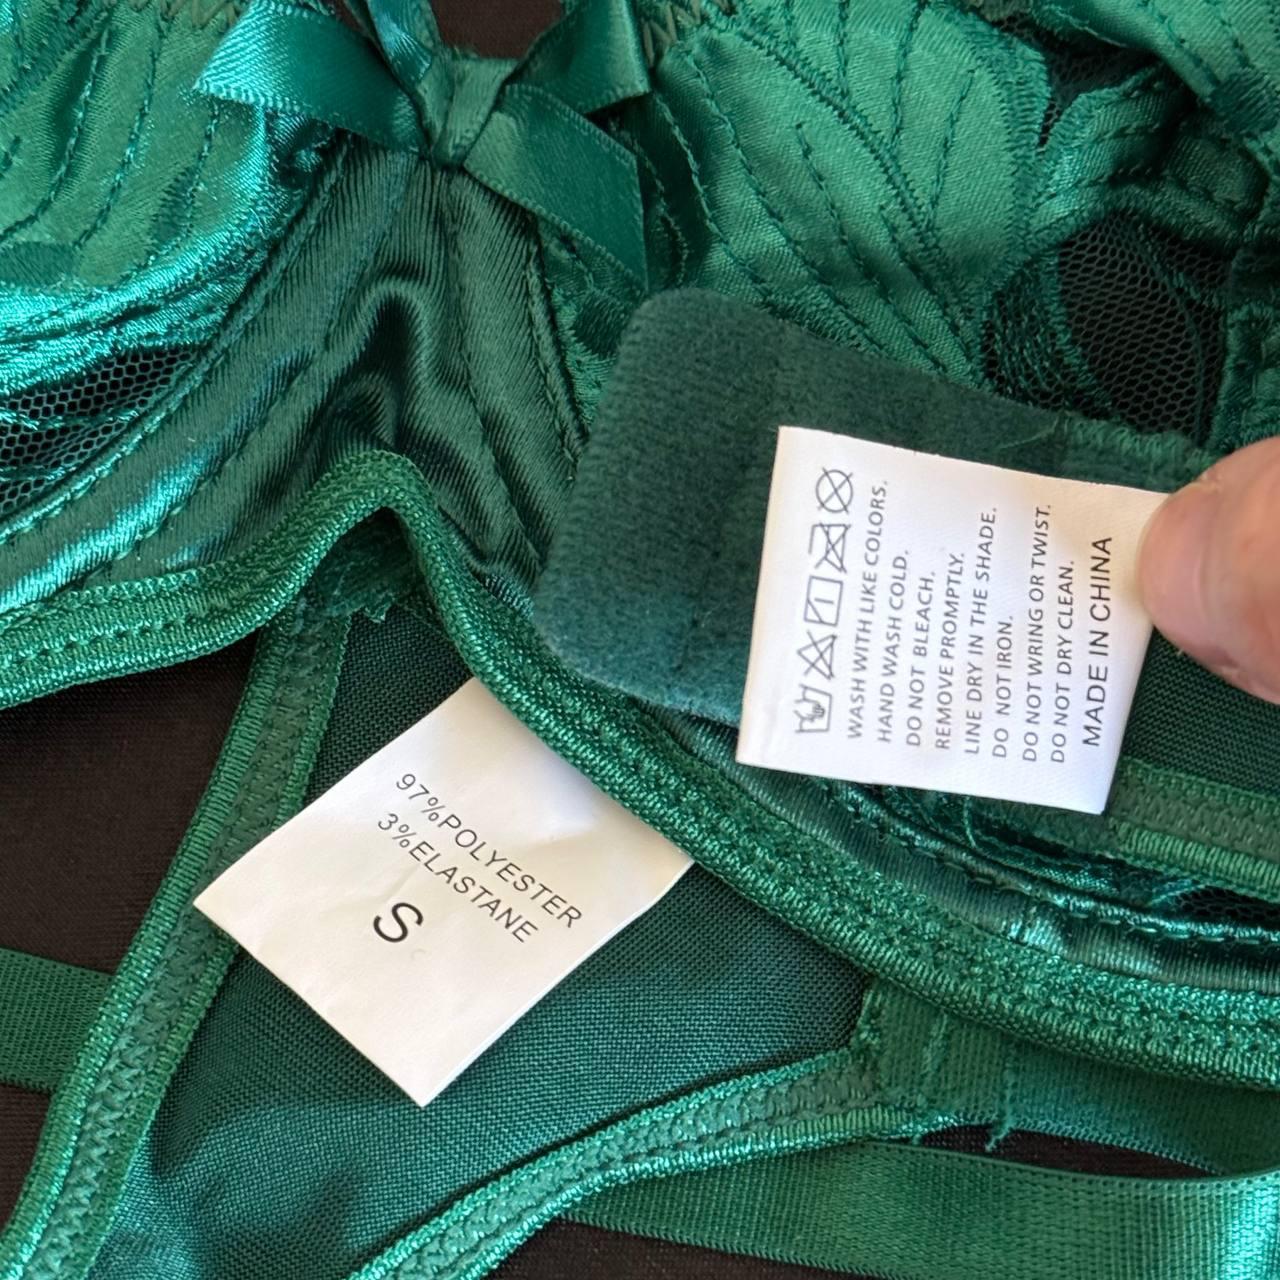 97%POLYESTER
3%ELASTANE
S
WASH WITH LIKE COLORS.
HAND WASH COLD.
DO NOT BLEACH.
REMOVE PROMPTLY.
LINE DRY IN THE SHADE.
DO NOT IRON.
DO NOT WRING OR TWIST.
DO NOT DRY CLEAN.
MADE IN CHINA